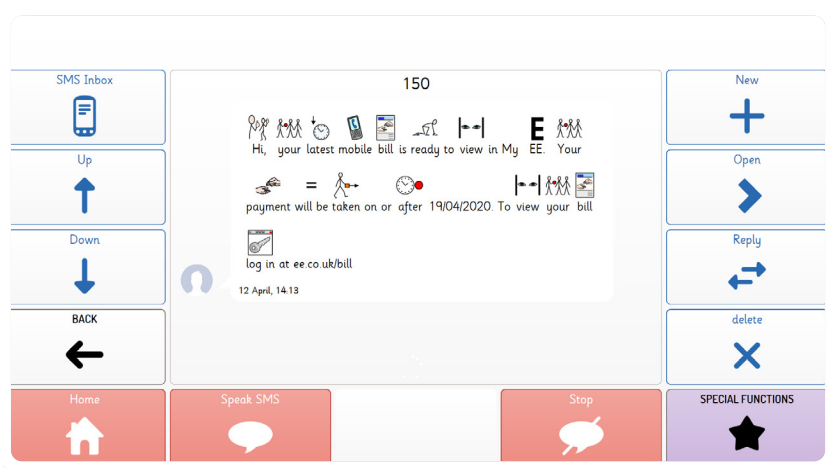 SMS Inbox
150
New
Hi, your latest mobile bill is ready to view in My EE. Your
Up
Open
payment will be taken on or after 19/04/2020. To view your bill
Down
Reply
log in at ee.co.uk/bill
12 April, 14:13
BACK
delete
Home
Speak SMS
Stop
SPECIAL FUNCTIONS